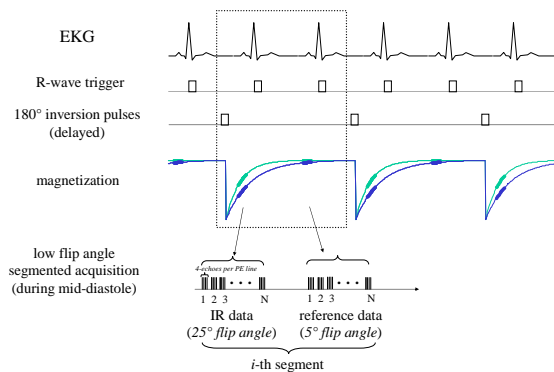 EKG
R-wave trigger
180° inversion pulses
(delayed)
magnetization
low flip angle
segmented acquisition
(during mid-diastole)
4-echoes per PE line
1 2 3 N 1 2 3 N
IR data reference data
(25° flip angle) (5° flip angle)
i-th segment